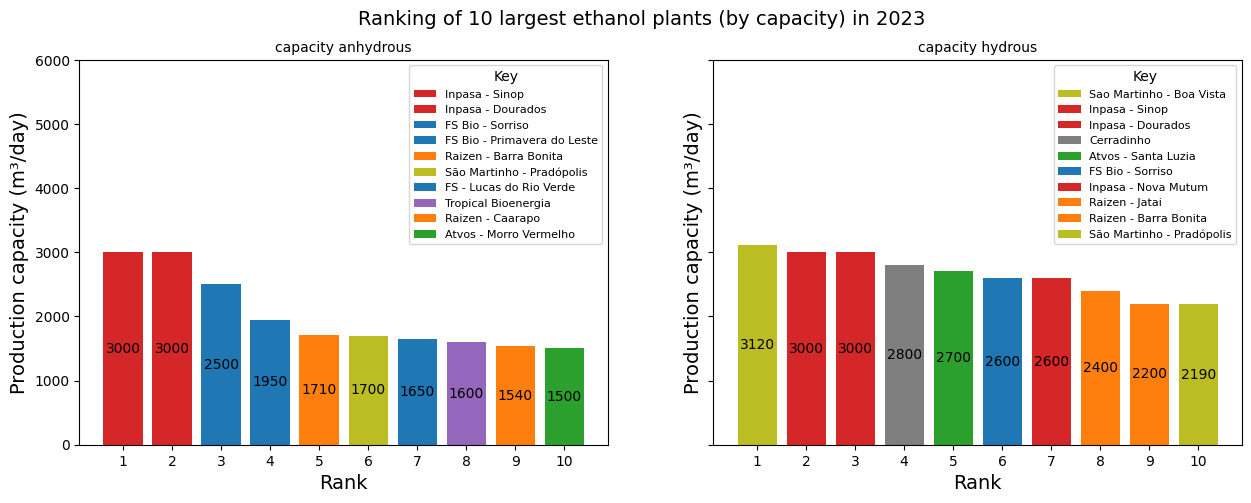 Ranking of 10 largest ethanol plants (by capacity) in 2023
capacity anhydrous
Production capacity (m³/day)
6000
5000
4000
3000
2000
1000
0
Key
Inpasa - Sinop
Inpasa - Dourados
FS Bio - Sorriso
FS Bio - Primavera do Leste
Raizen - Barra Bonita
São Martinho - Pradópolis
FS - Lucas do Rio Verde
Tropical Bioenergia
Raizen - Caarapo
Atvos - Morro Vermelho
3000 3000 2500 1950 1710 1700 1650 1600 1540 1500
1 2 3 4 5 6 7 8 9 10
Rank
capacity hydrous
Production capacity (m³/day)
Key
Sao Martinho - Boa Vista
Inpasa - Sinop
Inpasa - Dourados
Cerradinho
Atvos - Santa Luzia
FS Bio - Sorriso
Inpasa - Nova Mutum
Raizen - Jatai
Raizen - Barra Bonita
São Martinho - Pradópolis
3120 3000 3000 2800 2700 2600 2600 2400 2200 2190
1 2 3 4 5 6 7 8 9 10
Rank